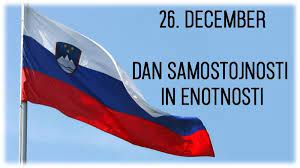 26. DECEMBER
DAN SAMOSTOJNOSTI
IN ENOTNOSTI